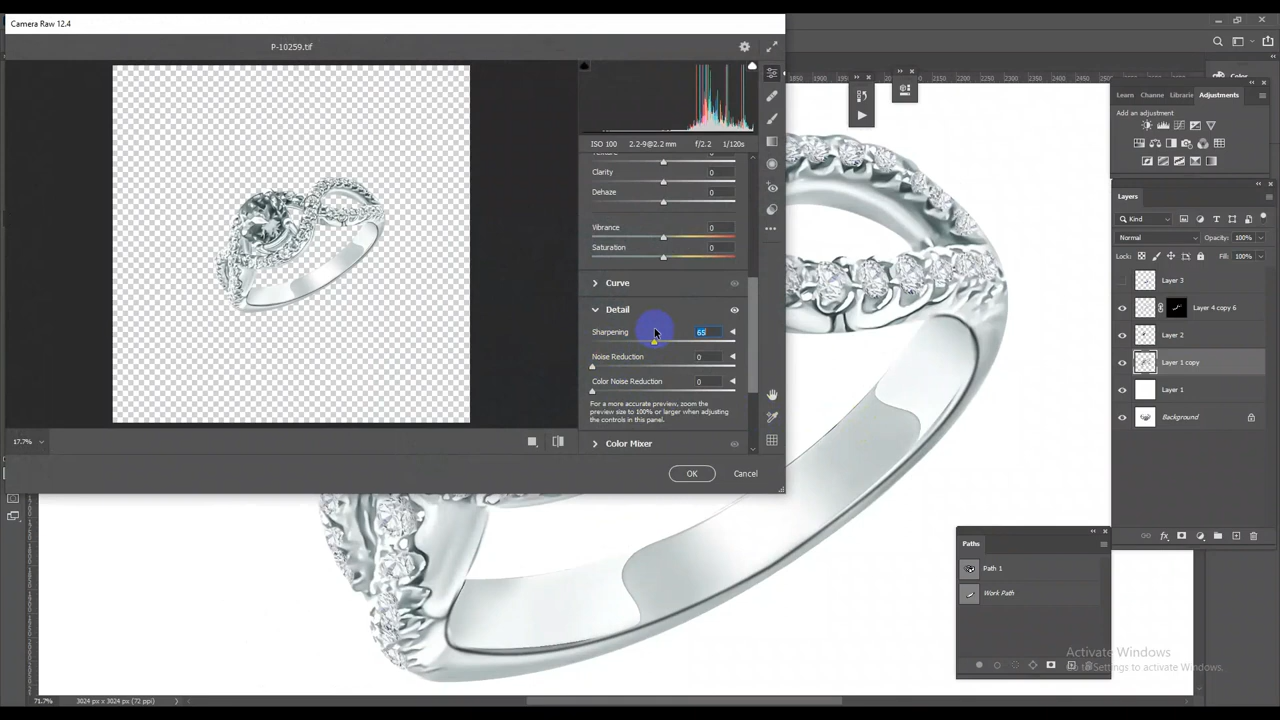 Camera Raw 12.4
P-10259.tif
ISO 100 2.2-9@2.2 mm f/2.2 1/120s
Clarity 0
Dehaze 0
Vibrance 0
Saturation 0
Curve
Detail
Sharpening 65
Noise Reduction 0
Color Noise Reduction 0
For a more accurate preview, zoom the
preview size to 100% or larger when adjusting
the controls in this panel.
Color Mixer
17.7%
OK Cancel
Learn Channe Librarie Adjustments
Add an adjustment
Layers
Kind
Normal Opacity: 100%
Lock: Fill: 100%
Layer 3
Layer 4 copy 6
Layer 2
Layer 1 copy
Layer 1
Background
Paths
Path 1
Work Path
Activate Windows
Go to Settings to activate Windows.
71.7% 3024 px x 3024 px (72 ppi)